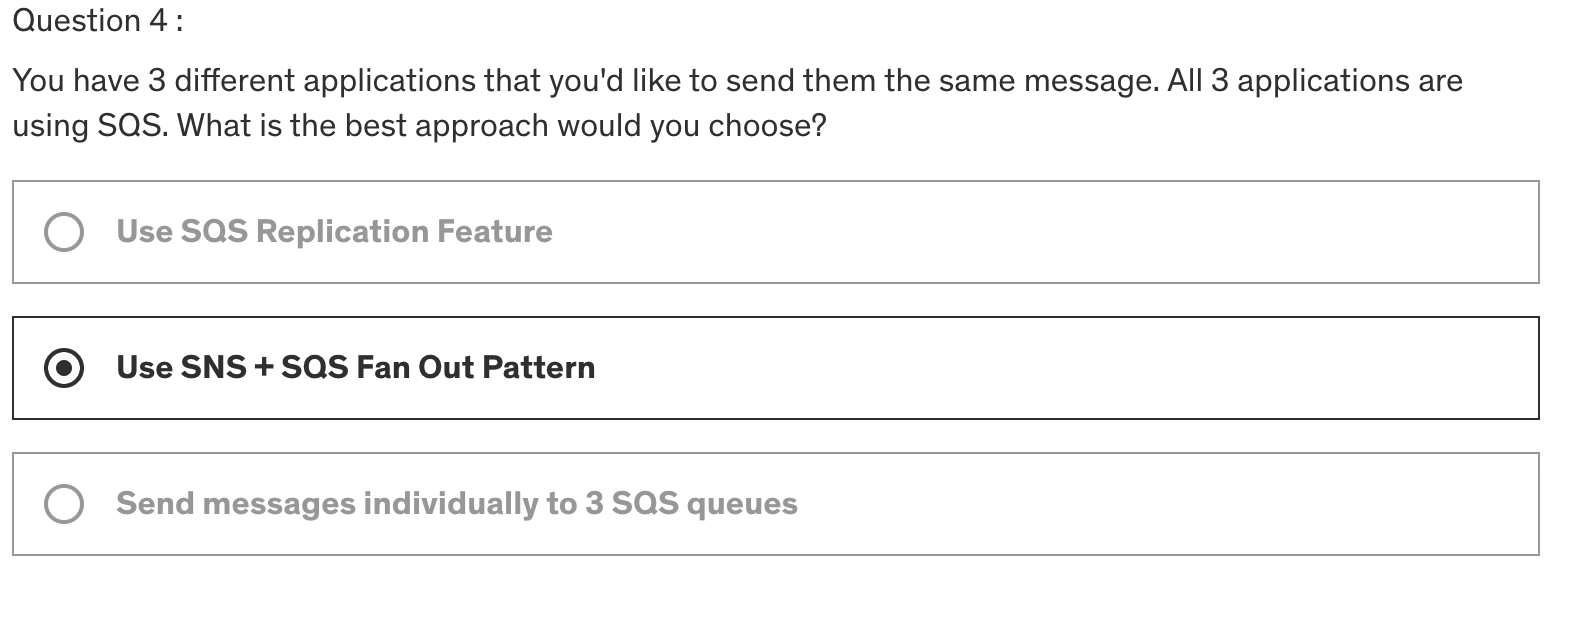 Question 4 :
You have 3 different applications that you'd like to send them the same message. All 3 applications are
using SQS. What is the best approach would you choose?
Use SQS Replication Feature
Use SNS + SQS Fan Out Pattern
Send messages individually to 3 SQS queues